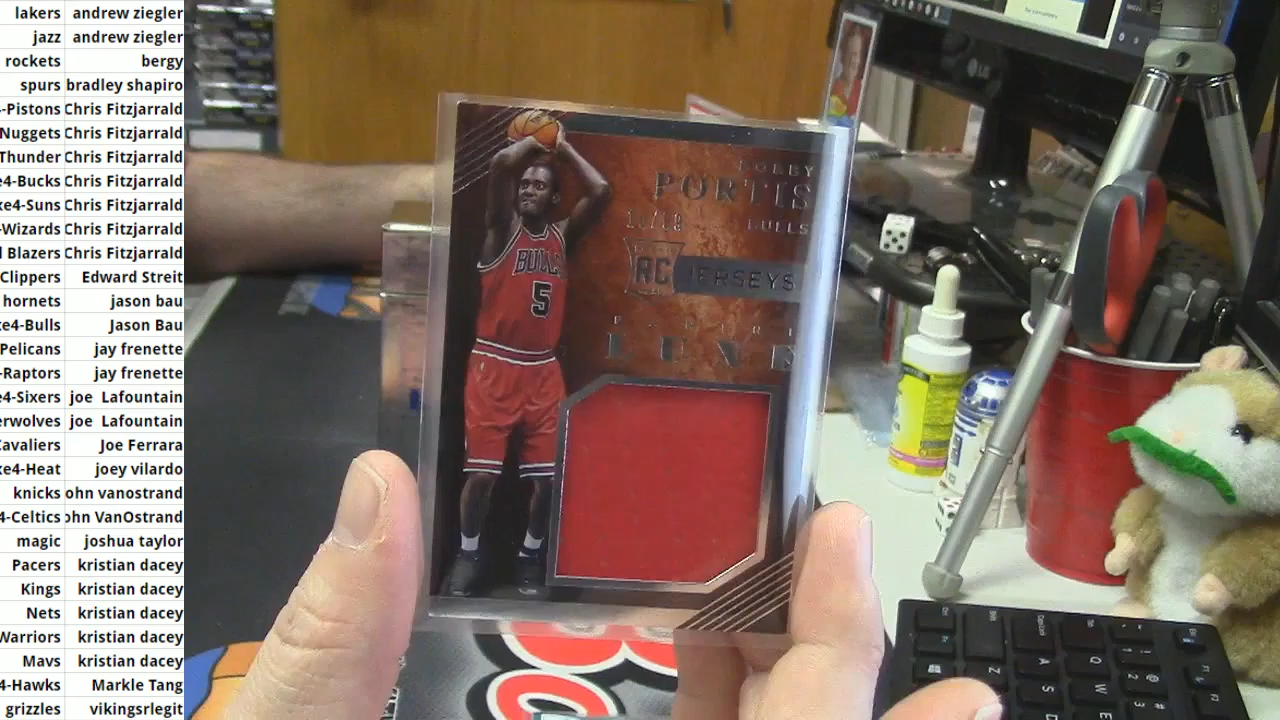 lakers andrew ziegler
jazz andrew ziegler
rockets bergy
spurs bradley shapiro
-Pistons Chris Fitzjarrald
Nuggets Chris Fitzjarrald
Thunder Chris Fitzjarrald
e4-Bucks Chris Fitzjarrald
xe4-Suns Chris Fitzjarrald
-Wizards Chris Fitzjarrald
l Blazers Chris Fitzjarrald
Clippers Edward Streit
hornets jason bau
xe4-Bulls Jason Bau
Pelicans jay frenette
-Raptors jay frenette
e4-Sixers joe Lafountain
erwolves joe Lafountain
Cavaliers Joe Ferrara
xe4-Heat joey vilardo
knicks ohn vanostrand
4-Celtics ohn VanOstrand
magic joshua taylor
Pacers kristian dacey
Kings kristian dacey
Nets kristian dacey
Warriors kristian dacey
Mavs kristian dacey
4-Hawks Markle Tang
grizzles vikingsrlegit
BOBBY
PORTIS
BULLS
RC JERSEYS
BULLS
5
LG